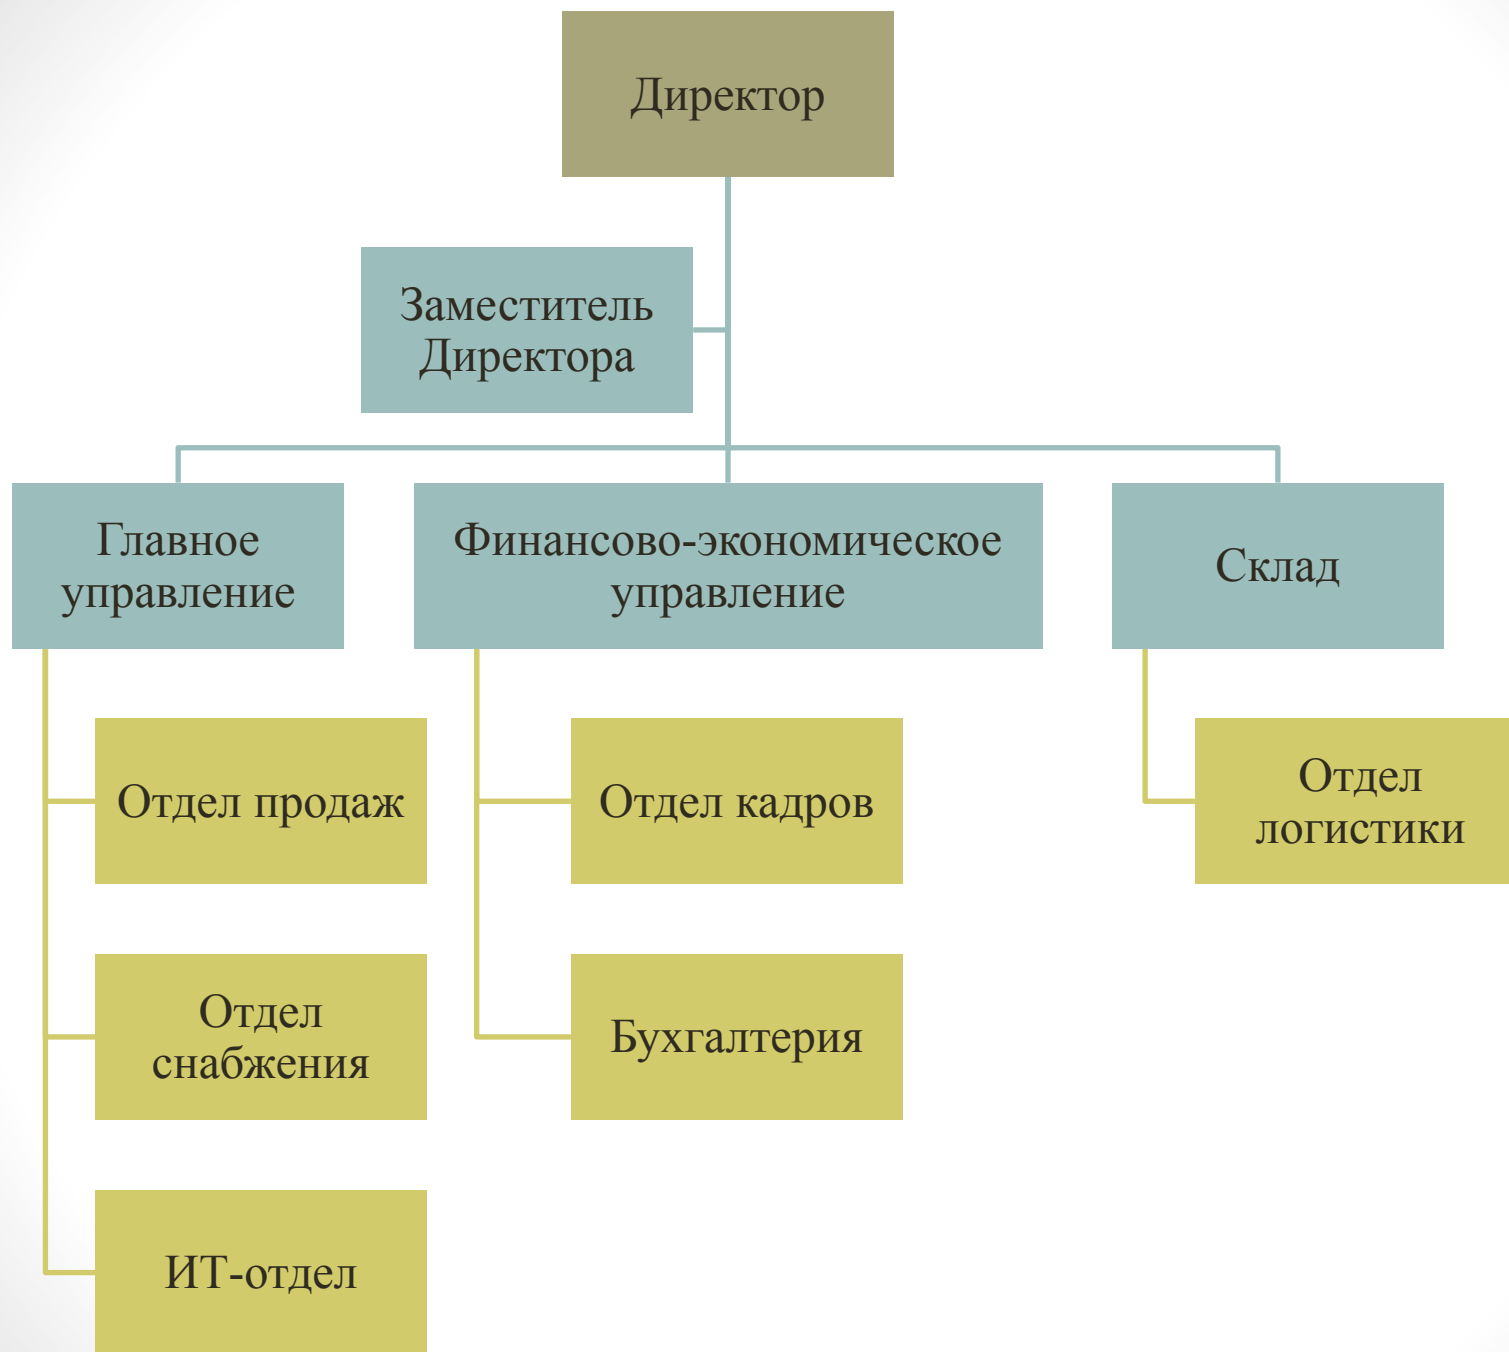 Директор
Заместитель
Директора
Главное
управление
Финансово-экономическое
управление
Склад
Отдел продаж
Отдел кадров
Отдел
логистики
Отдел
снабжения
Бухгалтерия
ИТ-отдел